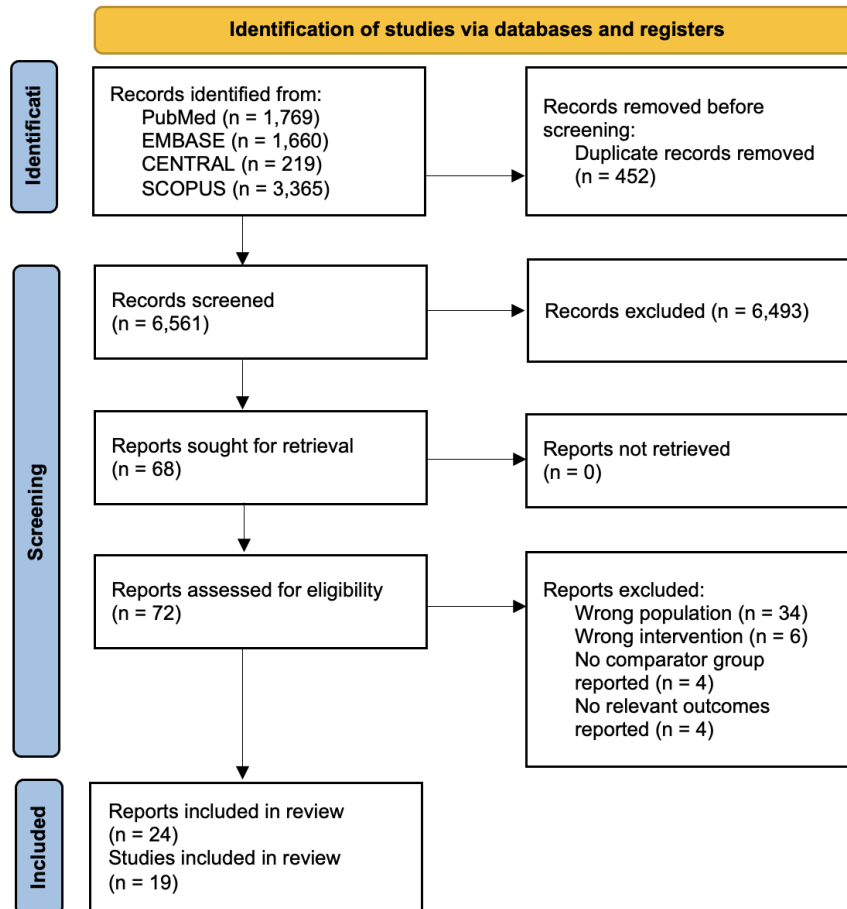 Identification of studies via databases and registers
Identificati
Records identified from:
PubMed (n = 1,769)
EMBASE (n = 1,660)
CENTRAL (n = 219)
SCOPUS (n = 3,365)
Records removed before
screening:
Duplicate records removed
(n = 452)
Screening
Records screened
(n = 6,561)
Records excluded (n = 6,493)
Reports sought for retrieval
(n = 68)
Reports not retrieved
(n = 0)
Reports assessed for eligibility
(n = 72)
Reports excluded:
Wrong population (n = 34)
Wrong intervention (n = 6)
No comparator group
reported (n = 4)
No relevant outcomes
reported (n = 4)
Included
Reports included in review
(n = 24)
Studies included in review
(n = 19)